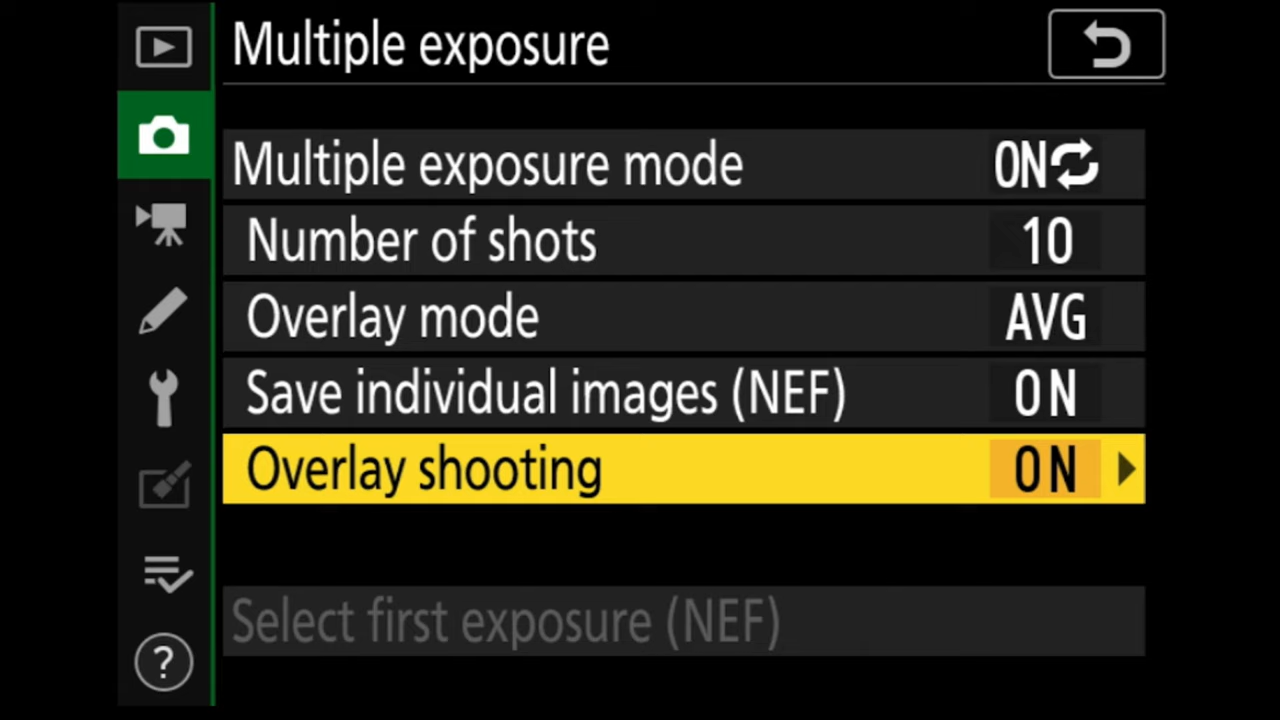 Multiple exposure
Multiple exposure mode ON
Number of shots 10
Overlay mode AVG
Save individual images (NEF) ON
Overlay shooting ON
Select first exposure (NEF)
?